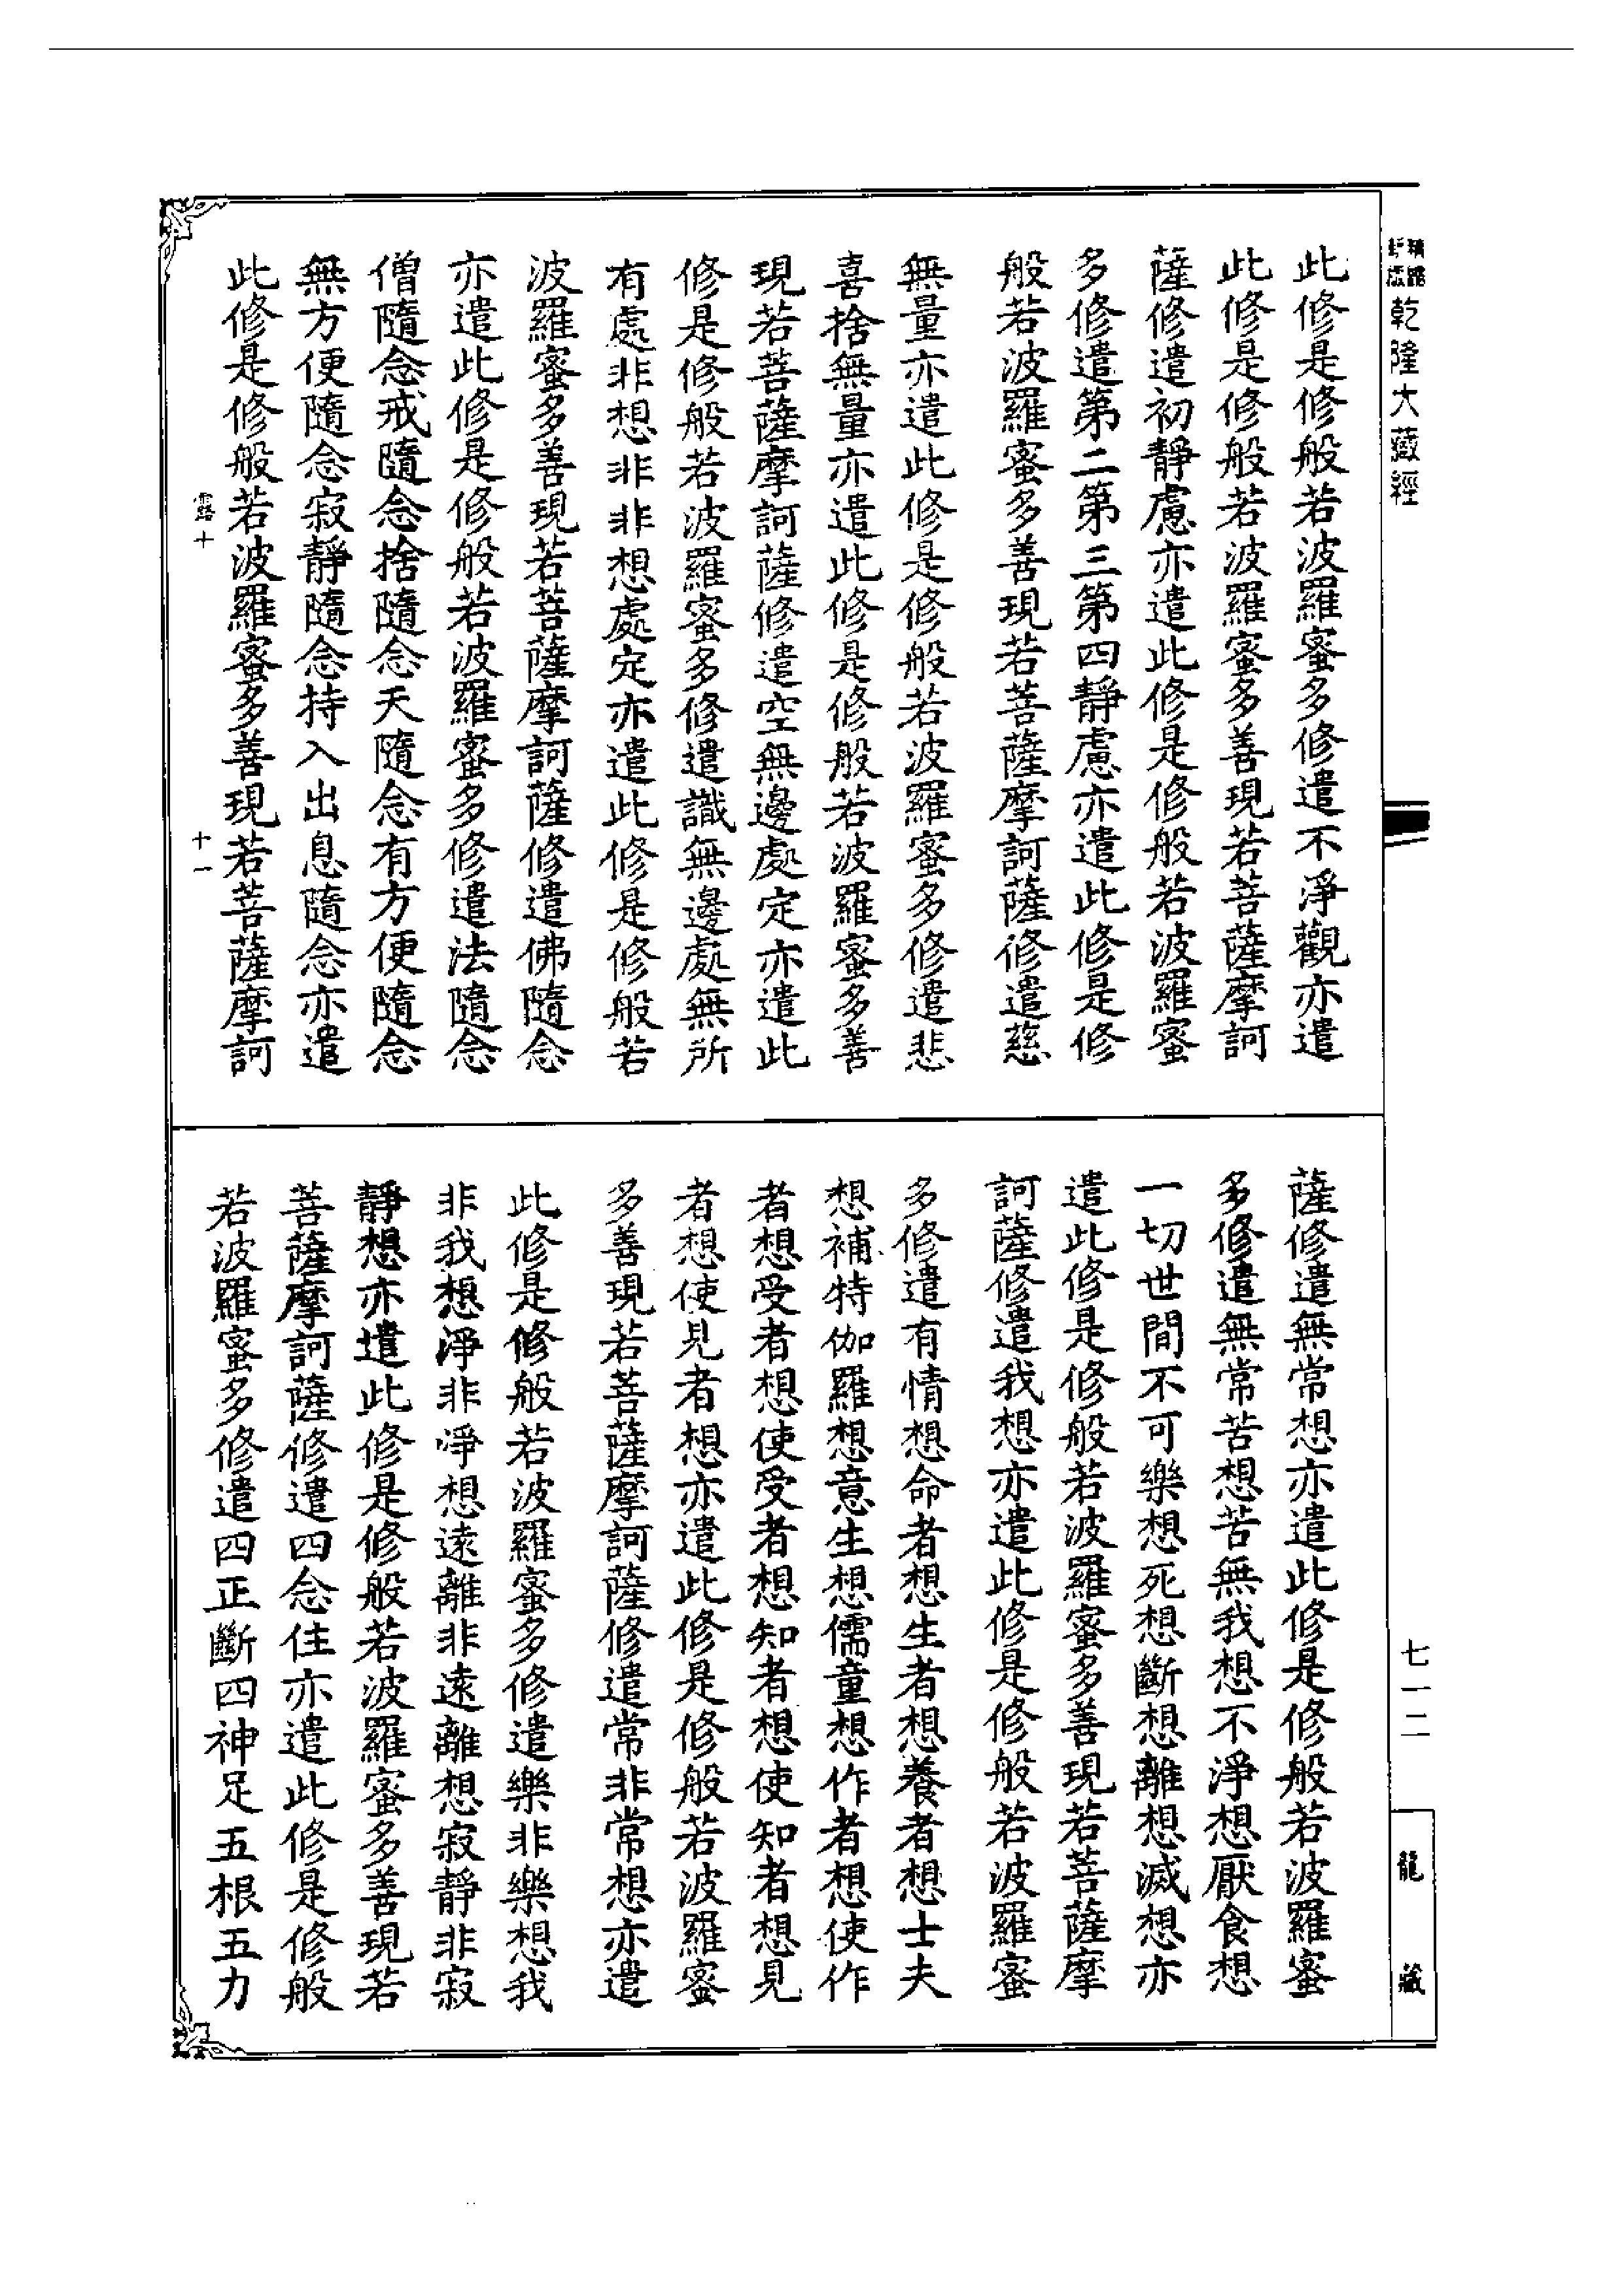 乾隆大藏經
此修是修般若波羅蜜多修遣不淨觀亦遣
此修是修般若波羅蜜多善現若菩薩摩訶
薩修遣初靜慮亦遣此修是修般若波羅蜜
多修遣第二第三第四靜慮亦遣此修是修
般若波羅蜜多善現若菩薩摩訶薩修遣慈
無量亦遣此修是修般若波羅蜜多修遣悲
喜捨無量亦遣此修是修般若波羅蜜多善
現若菩薩摩訶薩修遣空無邊處定亦遣此
修是修般若波羅蜜多修遣識無邊處無所
有處非想非非想處定亦遣此修是修般若
波羅蜜多善現若菩薩摩訶薩修遣佛隨念
亦遣此修是修般若波羅蜜多修遣法隨念
僧隨念戒隨念捨隨念天隨念有方便隨念
無方便隨念寂靜隨念持入出息隨念亦遣
此修是修般若波羅蜜多善現若菩薩摩訶
露十
十一
薩修遣無常想亦遣此修是修般若波羅蜜
多修遣無常苦想苦無我想不淨想厭食想
一切世間不可樂想死想斷想離想滅想亦
遣此修是修般若波羅蜜多善現若菩薩摩
訶薩修遣我想亦遣此修是修般若波羅蜜
多修遣有情想命者想生者想養者想士夫
想補特伽羅想意生想儒童想作者想使作
者想受者想使受者想知者想使知者想見
者想使見者想亦遣此修是修般若波羅蜜
多善現若菩薩摩訶薩修遣常非常想亦遣
此修是修般若波羅蜜多修遣樂非樂想我
非我想淨非淨想遠離非遠離想寂靜非寂
靜想亦遣此修是修般若波羅蜜多善現若
菩薩摩訶薩修遣四念住亦遣此修是修般
若波羅蜜多修遣四正斷四神足五根五力
七一二
龍藏